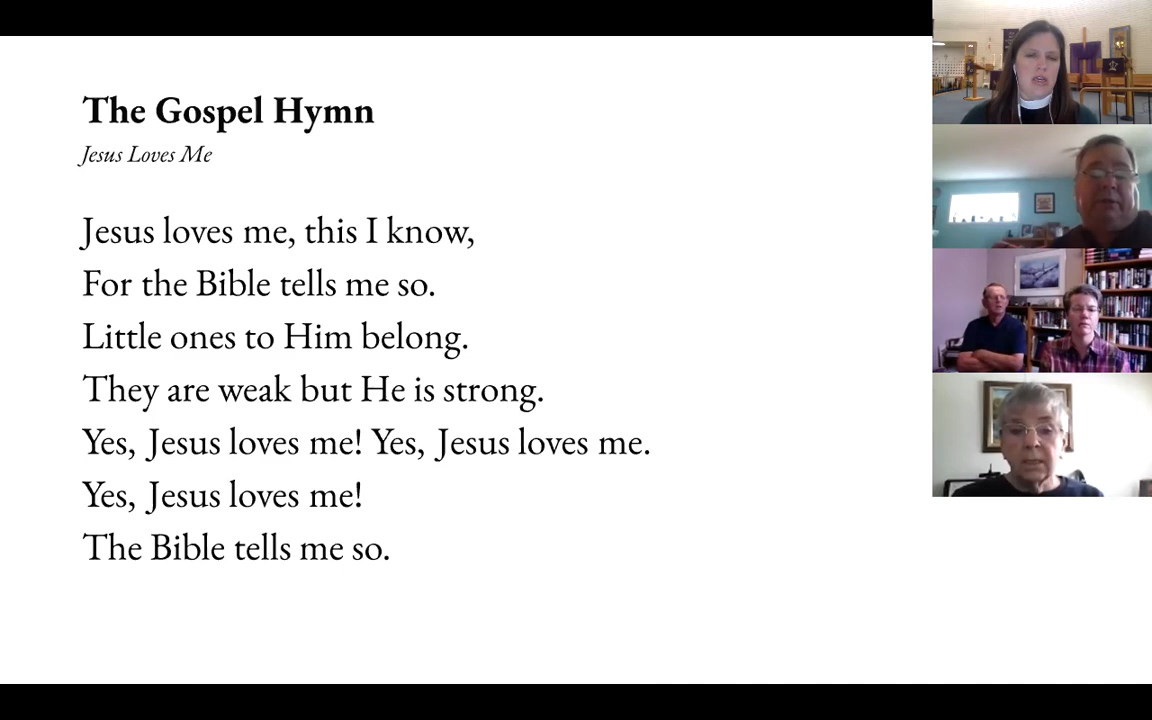 The Gospel Hymn
Jesus Loves Me
Jesus loves me, this I know,
For the Bible tells me so.
Little ones to Him belong.
They are weak but He is strong.
Yes, Jesus loves me! Yes, Jesus loves me.
Yes, Jesus loves me!
The Bible tells me so.